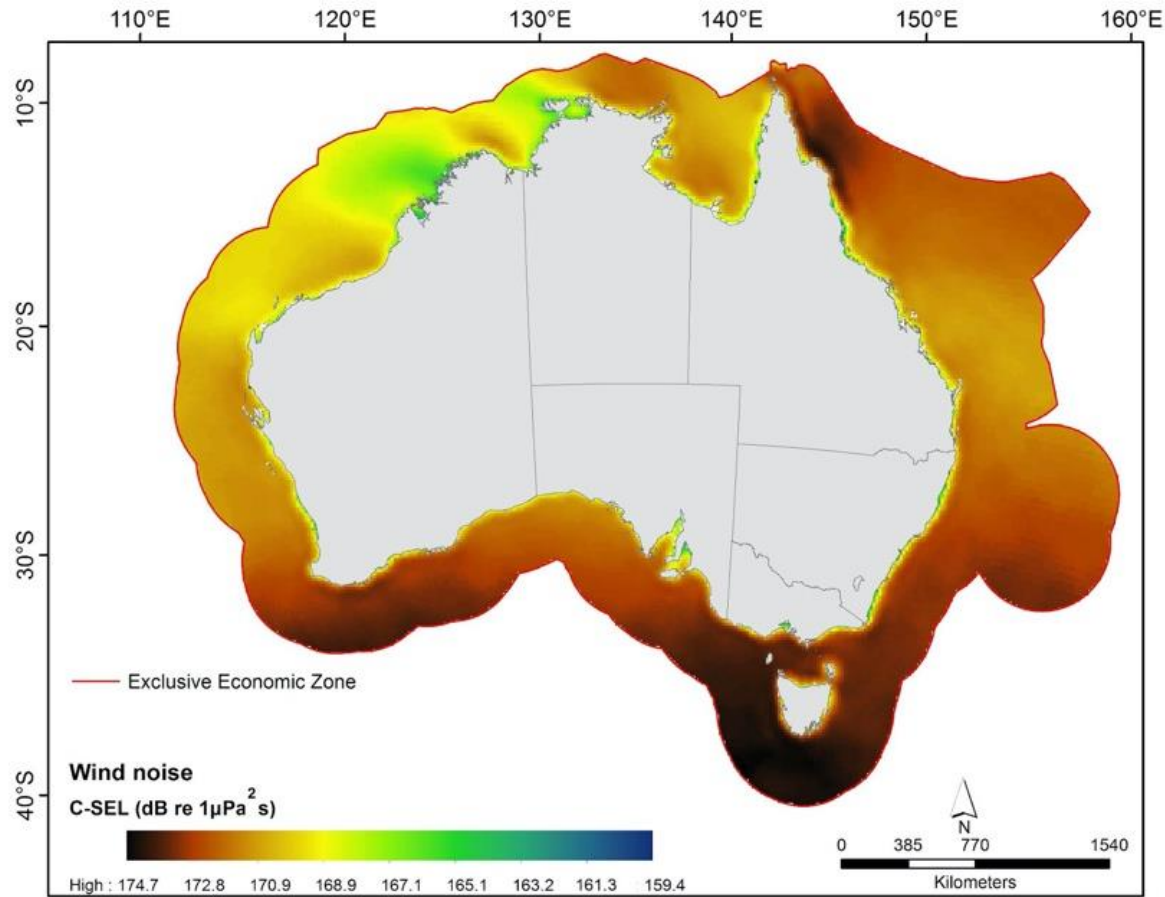 110°E 120°E 130°E 140°E 150°E 160°E
10°S
20°S
30°S
40°S
Exclusive Economic Zone
Wind noise
C-SEL (dB re 1µPa² s)
High : 174.7 172.8 170.9 168.9 167.1 165.1 163.2 161.3 : 159.4
N
0 385 770 1540
Kilometers